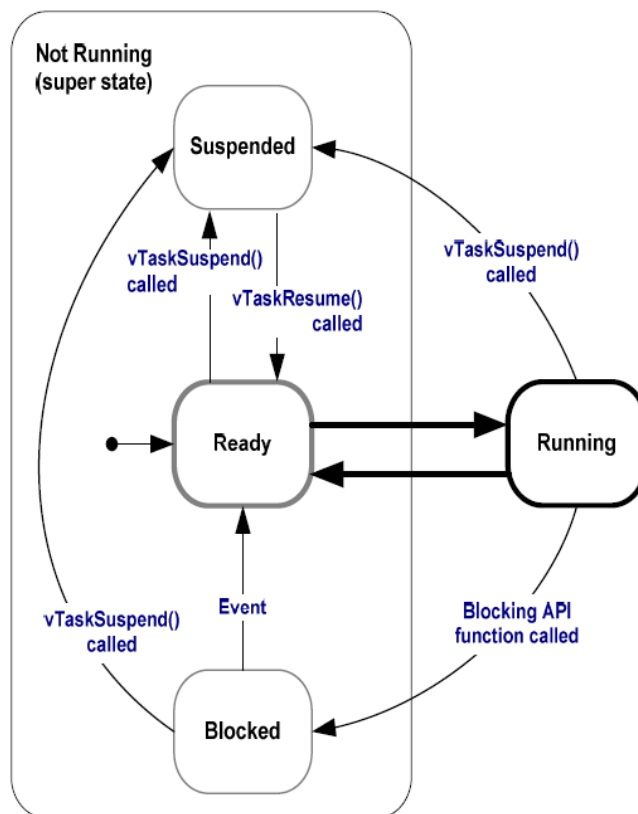 Not Running
(super state)
Suspended
vTaskSuspend()
called
vTaskResume()
called
vTaskSuspend()
called
Ready
Running
Event
vTaskSuspend()
called
Blocking API
function called
Blocked